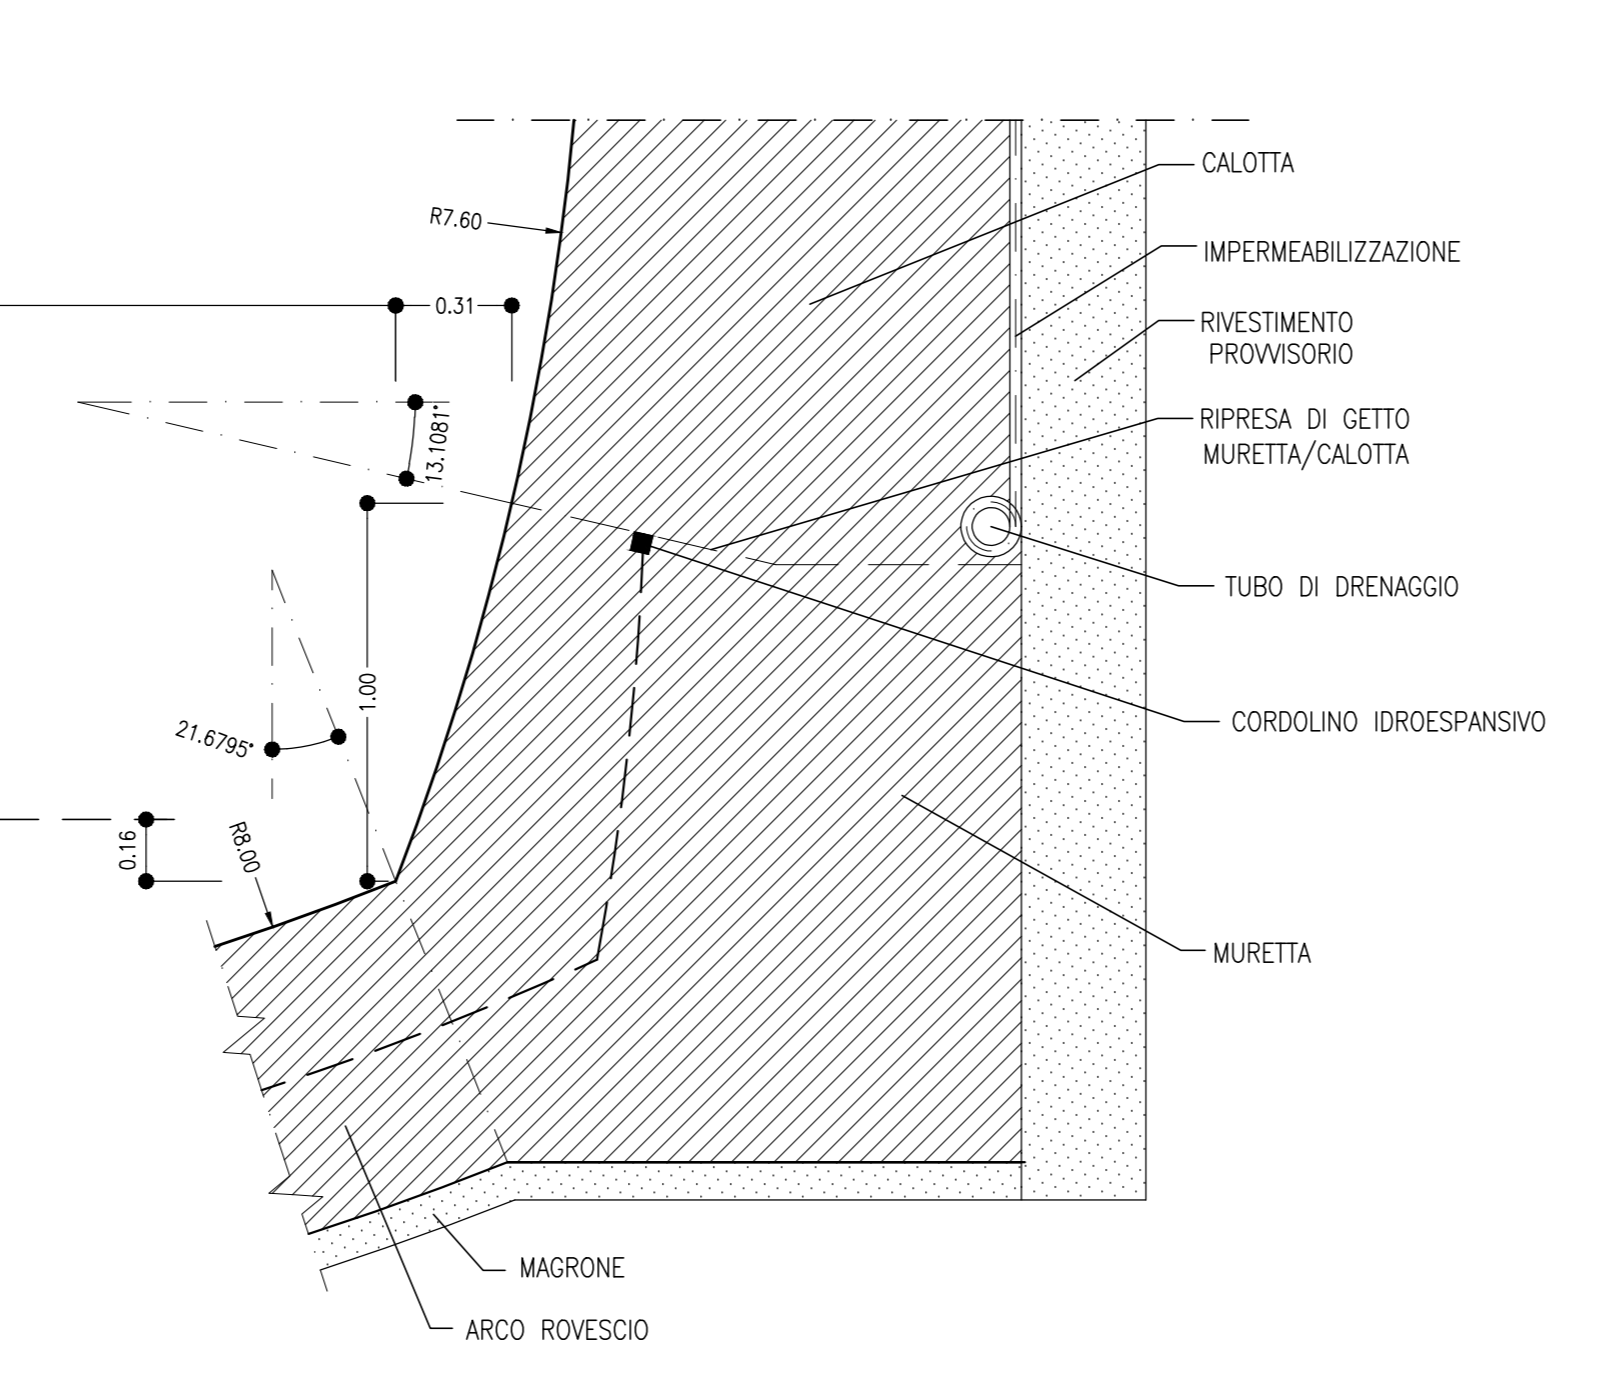 CALOTTA
R7.60
IMPERMEABILIZZAZIONE
0.31
RIVESTIMENTO
PROVVISORIO
13.1081°
RIPRESA DI GETTO
MURETTA/CALOTTA
TUBO DI DRENAGGIO
1.00
CORDOLINO IDROESPANSIVO
21.6795°
0.16
R8.00
MURETTA
MAGRONE
ARCO ROVESCIO